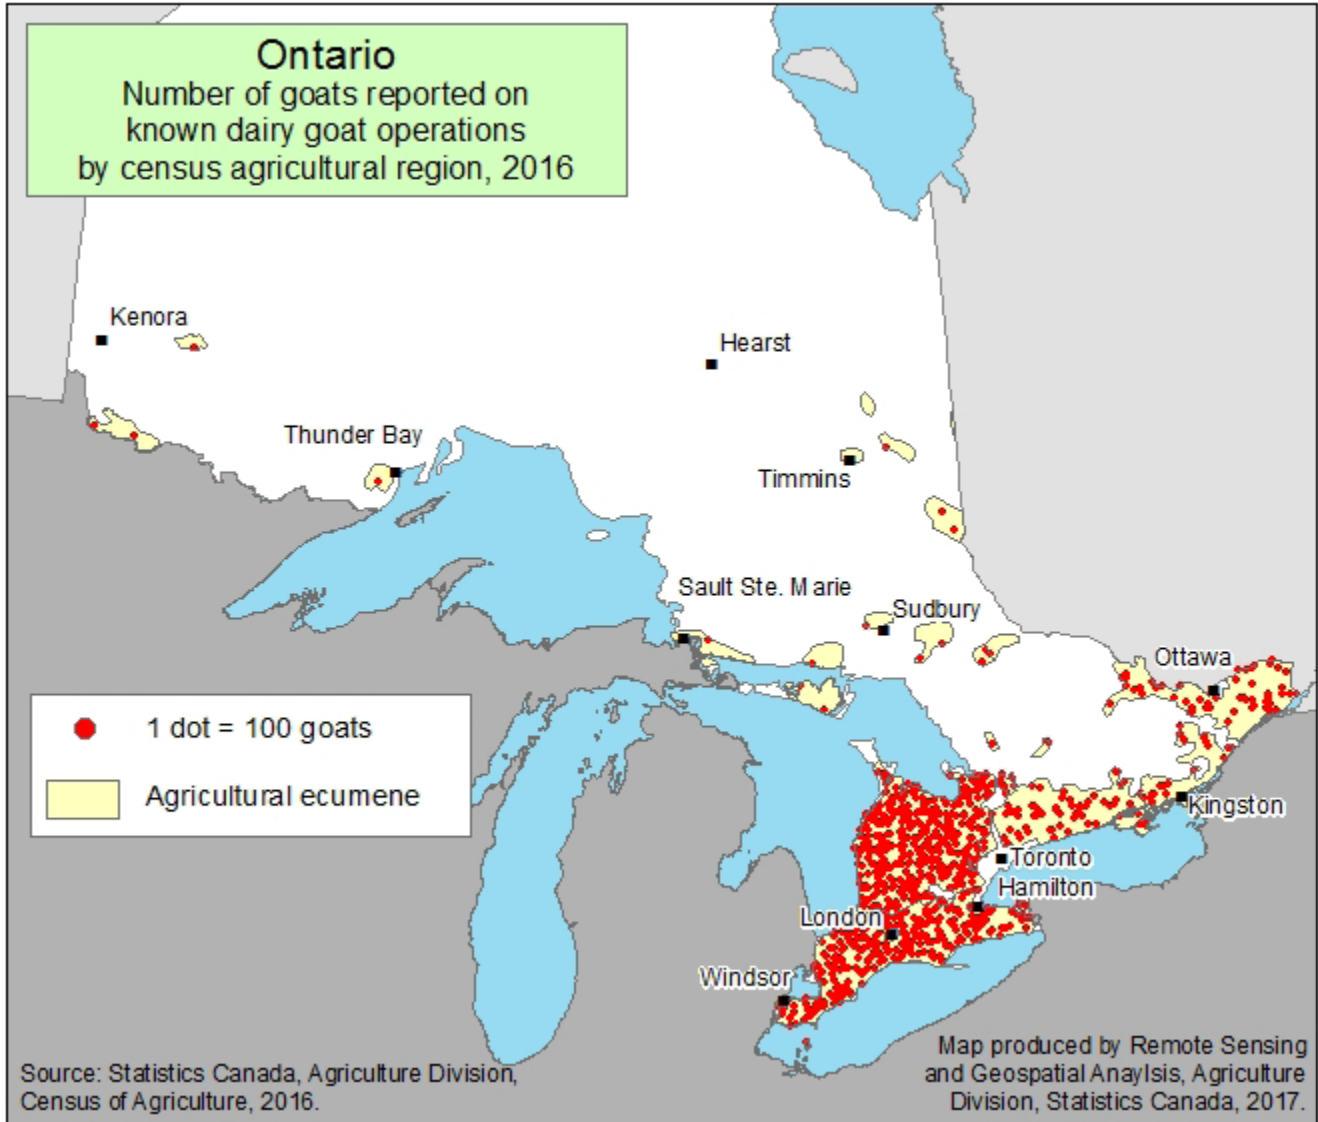 Ontario
Number of goats reported on
known dairy goat operations
by census agricultural region, 2016
Kenora
Hearst
Thunder Bay
Timmins
Sault Ste. Marie
Sudbury
Ottawa
1 dot = 100 goats
Agricultural ecumene
Kingston
Toronto
Hamilton
London
Windsor
Source: Statistics Canada, Agriculture Division,
Census of Agriculture, 2016.
Map produced by Remote Sensing
and Geospatial Anaylsis, Agriculture
Division, Statistics Canada, 2017.